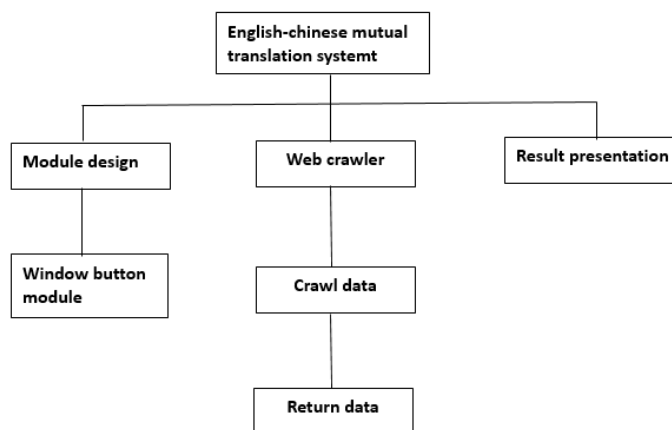 English-chinese mutual
translation systemt
Module design
Web crawler
Result presentation
Window button
module
Crawl data
Return data